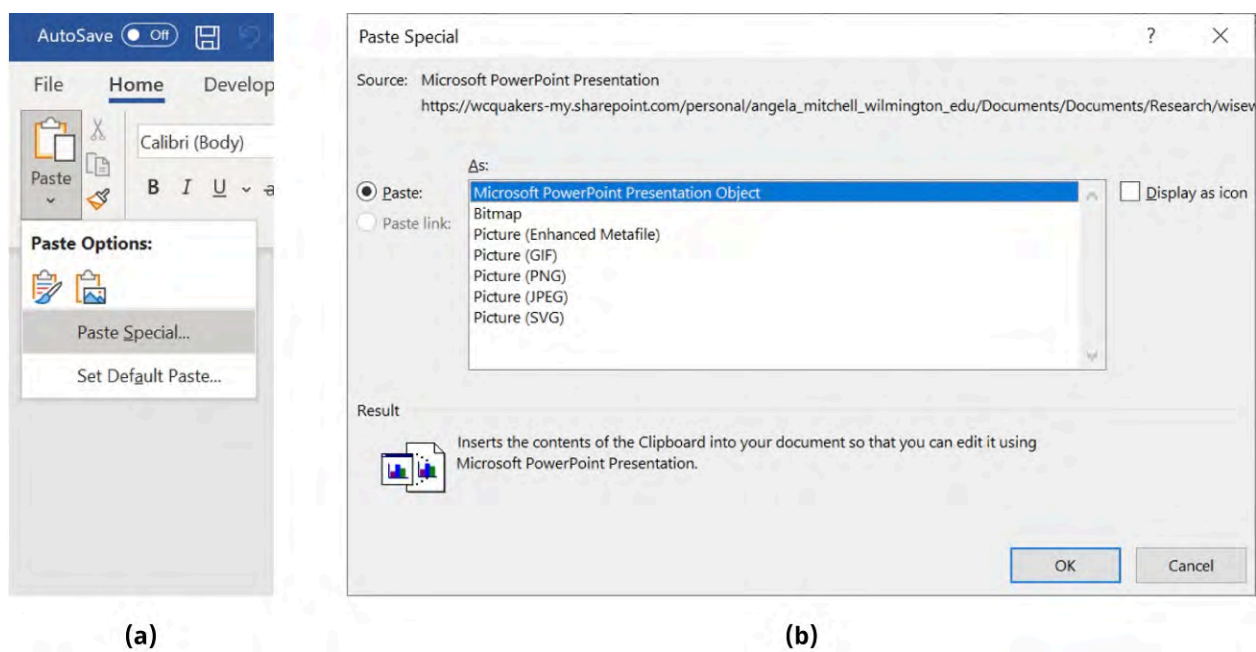 AutoSave Off
File Home Develop
Paste
Calibri (Body)
B I U
Paste Options:
Paste Special...
Set Default Paste...
(a)
Paste Special ?
Source: Microsoft PowerPoint Presentation
https://wcquakers-my.sharepoint.com/personal/angela_mitchell_wilmington_edu/Documents/Documents/Research/wisew
As:
Paste:
Paste link:
Microsoft PowerPoint Presentation Object
Bitmap
Picture (Enhanced Metafile)
Picture (GIF)
Picture (PNG)
Picture (JPEG)
Picture (SVG)
Display as icon
Result
Inserts the contents of the Clipboard into your document so that you can edit it using
Microsoft PowerPoint Presentation.
OK Cancel
(b)